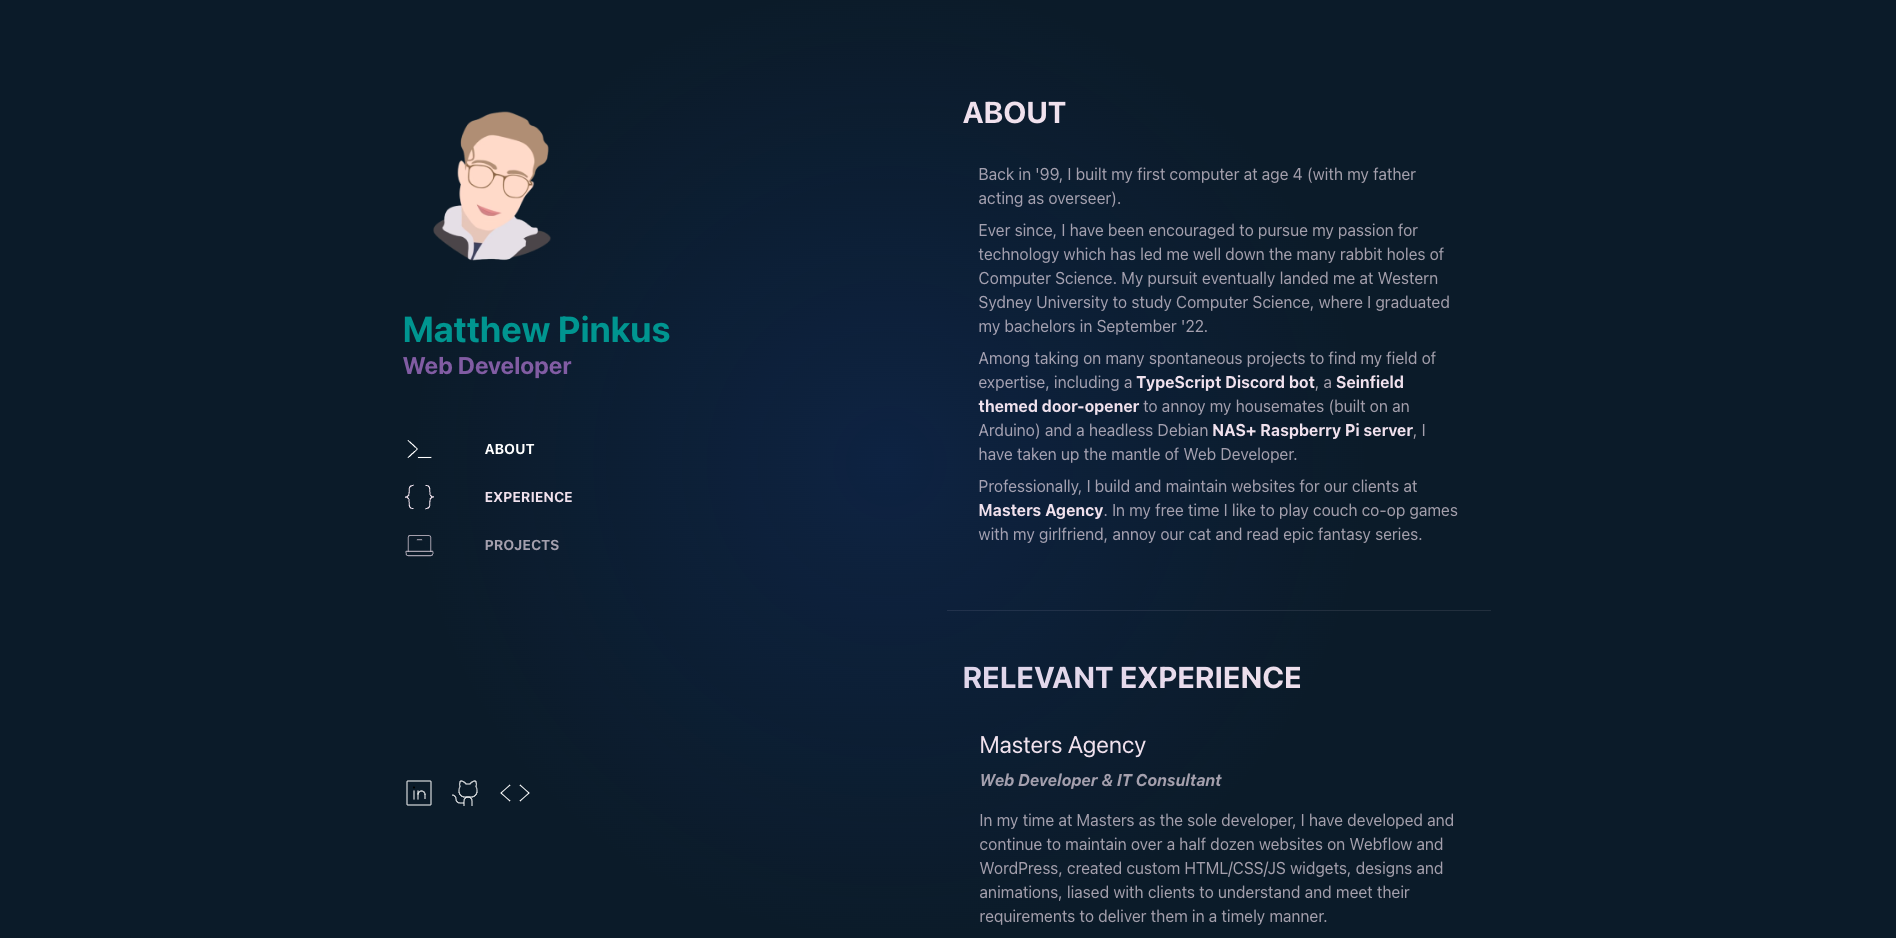 Matthew Pinkus
Web Developer
ABOUT
EXPERIENCE
PROJECTS
in
ABOUT
Back in '99, I built my first computer at age 4 (with my father
acting as overseer).
Ever since, I have been encouraged to pursue my passion for
technology which has led me well down the many rabbit holes of
Computer Science. My pursuit eventually landed me at Western
Sydney University to study Computer Science, where I graduated
my bachelors in September '22.
Among taking on many spontaneous projects to find my field of
expertise, including a TypeScript Discord bot, a Seinfield
themed door-opener to annoy my housemates (built on an
Arduino) and a headless Debian NAS+ Raspberry Pi server, I
have taken up the mantle of Web Developer.
Professionally, I build and maintain websites for our clients at
Masters Agency. In my free time I like to play couch co-op games
with my girlfriend, annoy our cat and read epic fantasy series.
RELEVANT EXPERIENCE
Masters Agency
Web Developer & IT Consultant
In my time at Masters as the sole developer, I have developed and
continue to maintain over a half dozen websites on Webflow and
WordPress, created custom HTML/CSS/JS widgets, designs and
animations, liased with clients to understand and meet their
requirements to deliver them in a timely manner.